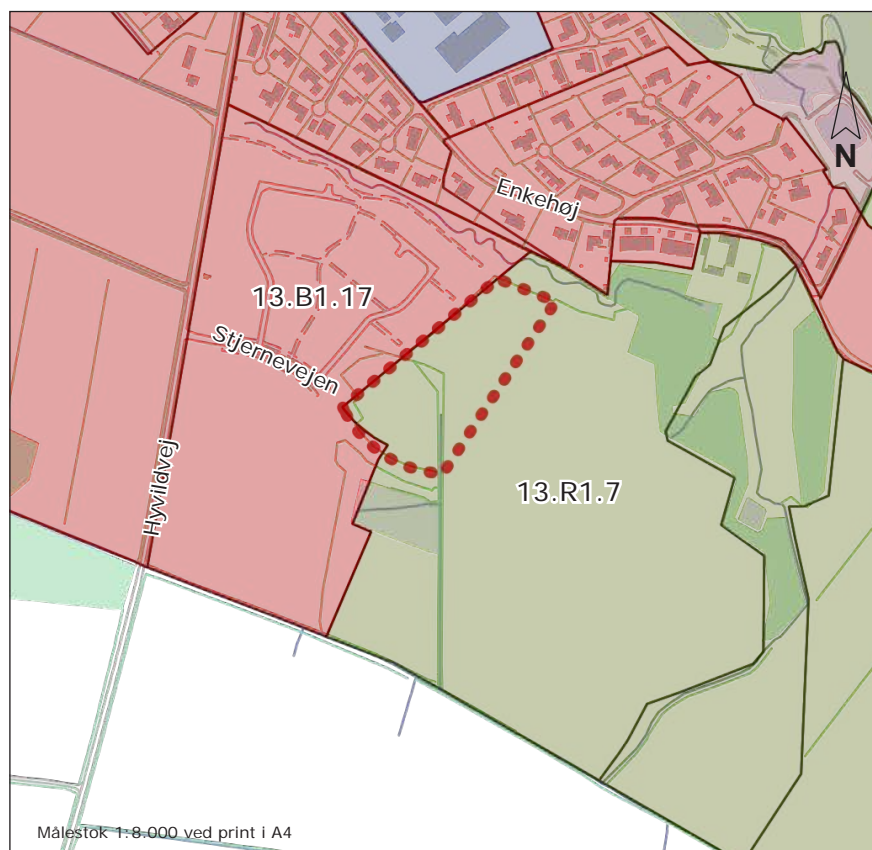 N
Enkehøj
13.B1.17
Stjernevejen
Hyvildvej
13.R1.7
Målestok 1:8.000 ved print i A4